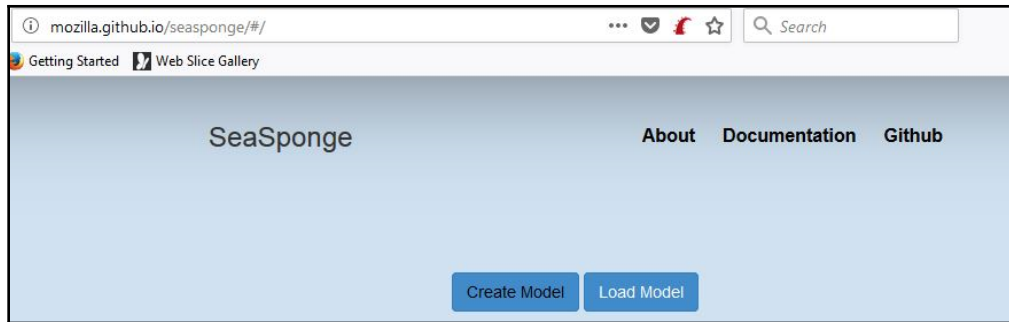 mozilla.github.io/seasponge/#/ Search
Getting Started Web Slice Gallery
SeaSponge About Documentation Github
Create Model Load Model